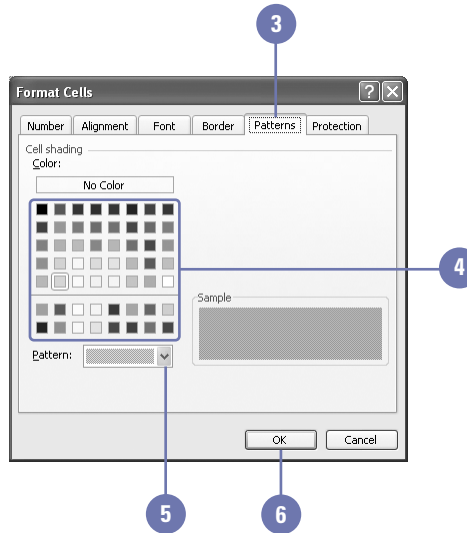 3
Format Cells
Number Alignment Font Border Patterns Protection
Cell shading
Color:
No Color
4
Sample
Pattern:
OK Cancel
5 6